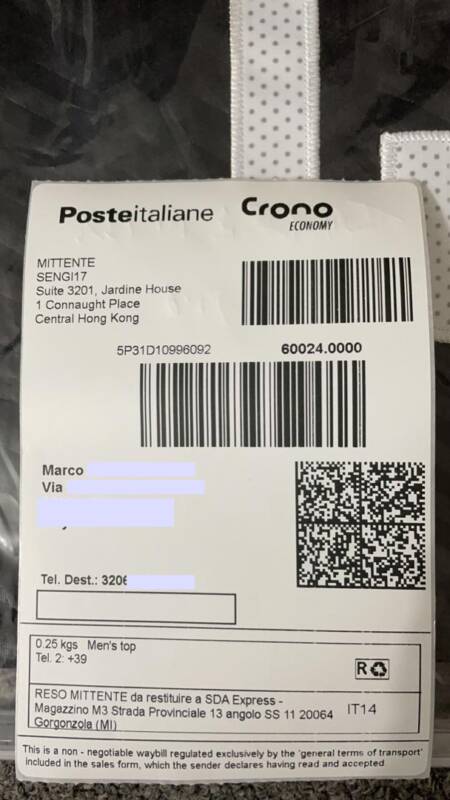 Posteitaliane Crono
ECONOMY
MITTENTE
SENGI17
Suite 3201, Jardine House
1 Connaught Place
Central Hong Kong
5P31D10996092 60024.0000
Marco
Via
Tel. Dest.: 3206
0.25 kgs Men's top
Tel. 2: +39
R
RESO MITTENTE da restituire a SDA Express -
Magazzino M3 Strada Provinciale 13 angolo SS 11 20064 IT14
Gorgonzola (MI)
This is a non - negotiable waybill regulated exclusively by the 'general terms of transport'
included in the sales form, which the sender declares having read and accepted